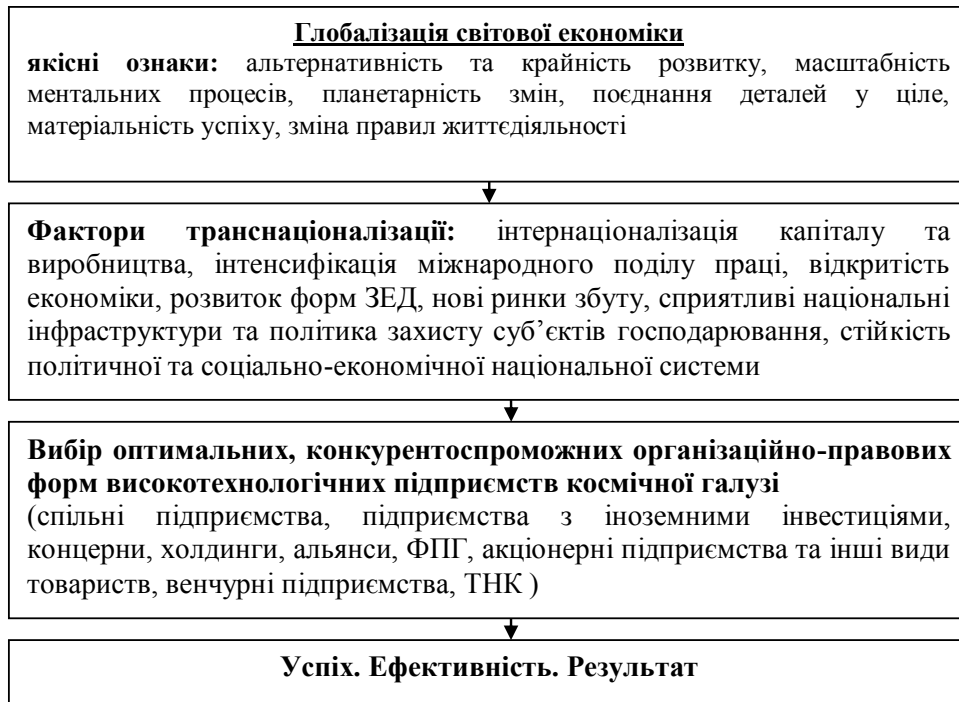 Глобалізація світової економіки
якісні ознаки: альтернативність та крайність розвитку, масштабність
ментальних процесів, планетарність змін, поєднання деталей у ціле,
матеріальність успіху, зміна правил життєдіяльності
Фактори транснаціоналізації: інтернаціоналізація капіталу та
виробництва, інтенсифікація міжнародного поділу праці, відкритість
економіки, розвиток форм ЗЕД, нові ринки збуту, сприятливі національні
інфраструктури та політика захисту суб’єктів господарювання, стійкість
політичної та соціально-економічної національної системи
Вибір оптимальних, конкурентоспроможних організаційно-правових
форм високотехнологічних підприємств космічної галузі
(спільні підприємства, підприємства з іноземними інвестиціями,
концерни, холдинги, альянси, ФПГ, акціонерні підприємства та інші види
товариств, венчурні підприємства, ТНК )
Успіх. Ефективність. Результат